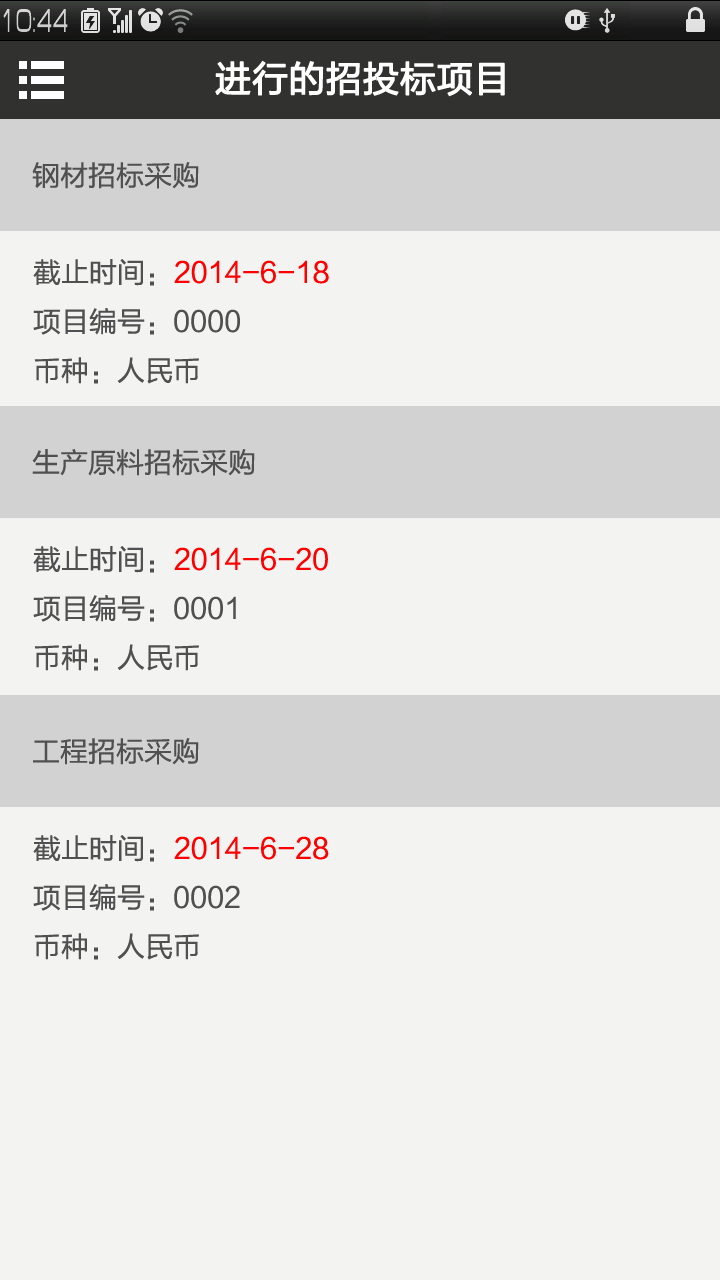 10:44
进行的招投标项目
钢材招标采购
截止时间：2014-6-18
项目编号：0000
币种：人民币
生产原料招标采购
截止时间：2014-6-20
项目编号：0001
币种：人民币
工程招标采购
截止时间：2014-6-28
项目编号：0002
币种：人民币